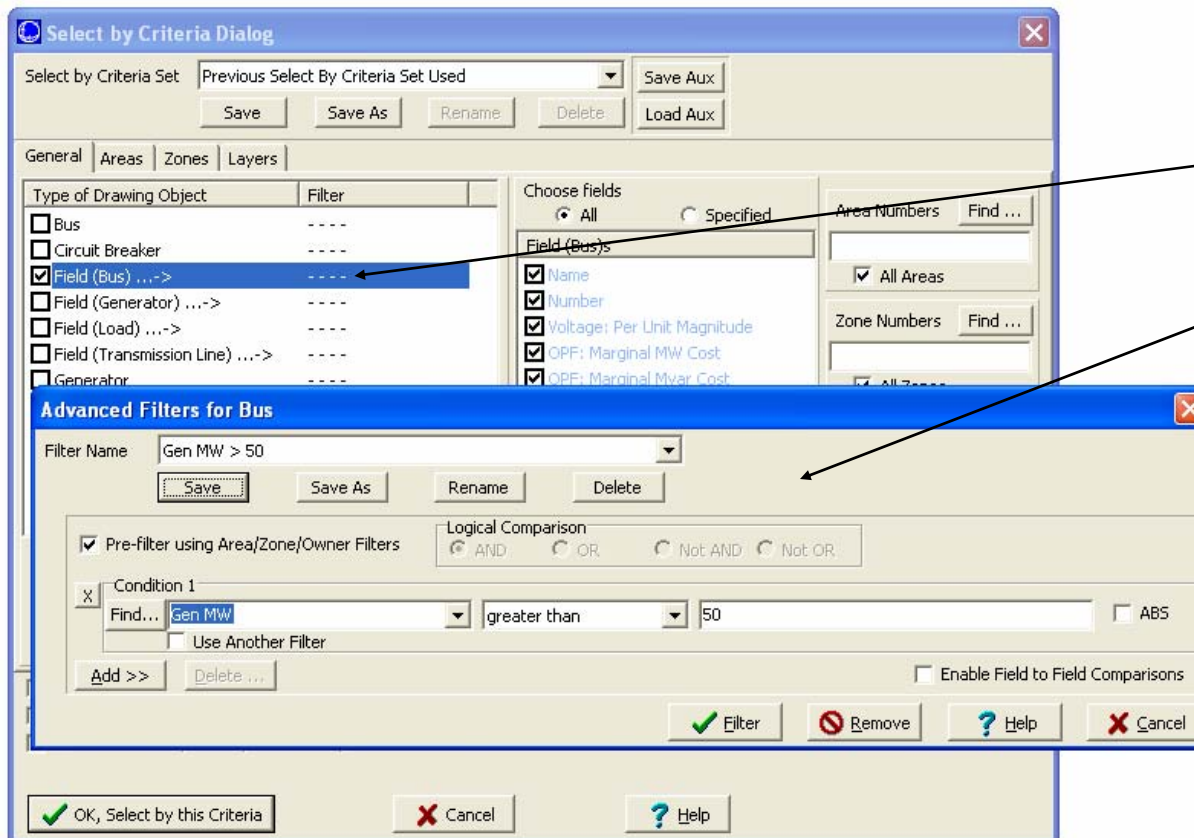 Select by Criteria Dialog
Select by Criteria Set Previous Select By Criteria Set Used Save Aux
Save Save As Rename Delete Load Aux
General Areas Zones Layers
Type of Drawing Object Filter
Bus - - - -
Circuit Breaker - - - -
Field (Bus) ...-> - - - -
Field (Generator) ...-> - - - -
Field (Load) ...-> - - - -
Field (Transmission Line) ...-> - - - -
Generator - - - -
Choose fields
All Specified
Field (Bus)s
Name
Number
Voltage: Per Unit Magnitude
OPF: Marginal MW Cost
OPF: Marginal Mvar Cost
Area Numbers Find ...
All Areas
Zone Numbers Find ...
All Zones
Advanced Filters for Bus
Filter Name Gen MW > 50
Save Save As Rename Delete
Pre-filter using Area/Zone/Owner Filters
Logical Comparison
AND OR Not AND Not OR
X Condition 1
Find... Gen MW greater than 50 ABS
Use Another Filter
Add >> Delete ... Enable Field to Field Comparisons
Filter Remove Help Cancel
OK, Select by this Criteria Cancel Help